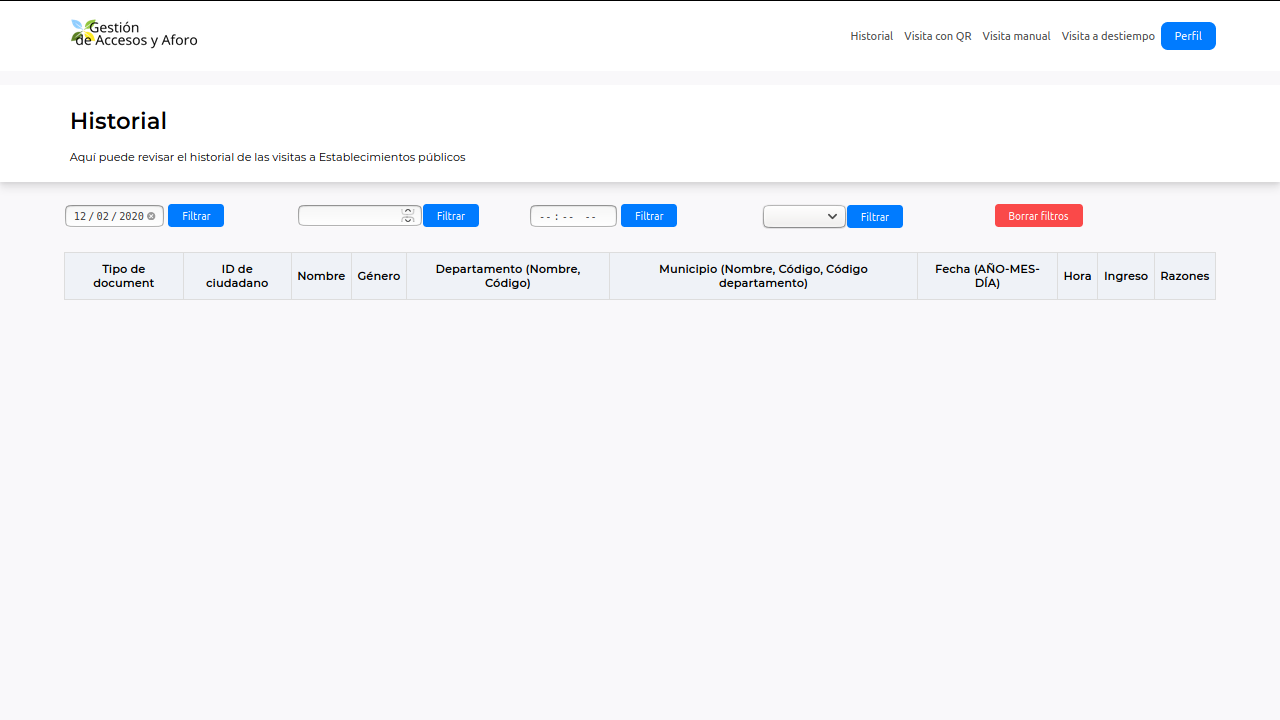 Gestión
de Accesos y Aforo
Historial Visita con QR Visita manual Visita a destiempo Perfil
Historial
Aquí puede revisar el historial de las visitas a Establecimientos públicos
12/02/2020 Filtrar Filtrar --:-- -- Filtrar Filtrar Borrar filtros
Tipo de
document
ID de
ciudadano
Nombre
Género
Departamento (Nombre,
Código)
Municipio (Nombre, Código, Código
departamento)
Fecha (AÑO-MES-
DÍA)
Hora
Ingreso
Razones